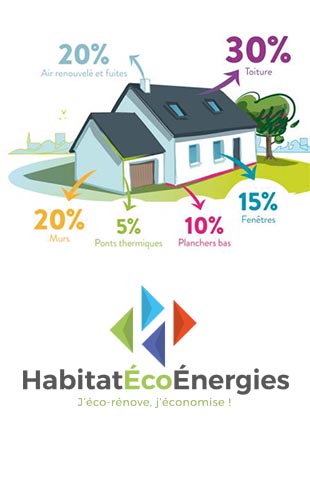 20%
Air renouvelé et fuites
30%
Toiture
15%
Fenêtres
20%
Murs
5%
Ponts thermiques
10%
Planchers bas
HabitatÉcoÉnergies
J'éco-rénove, j'économise !